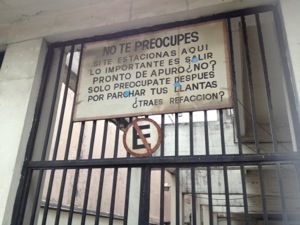 NO TE PREOCUPES
SI TE ESTACIONAS AQUI
LO IMPORTANTE ES SALIR
PRONTO DE APURO ¿NO?
SOLO PREOCUPATE DESPUES
POR PARCHAR TUS LLANTAS
¿TRAES REFACCION?
E